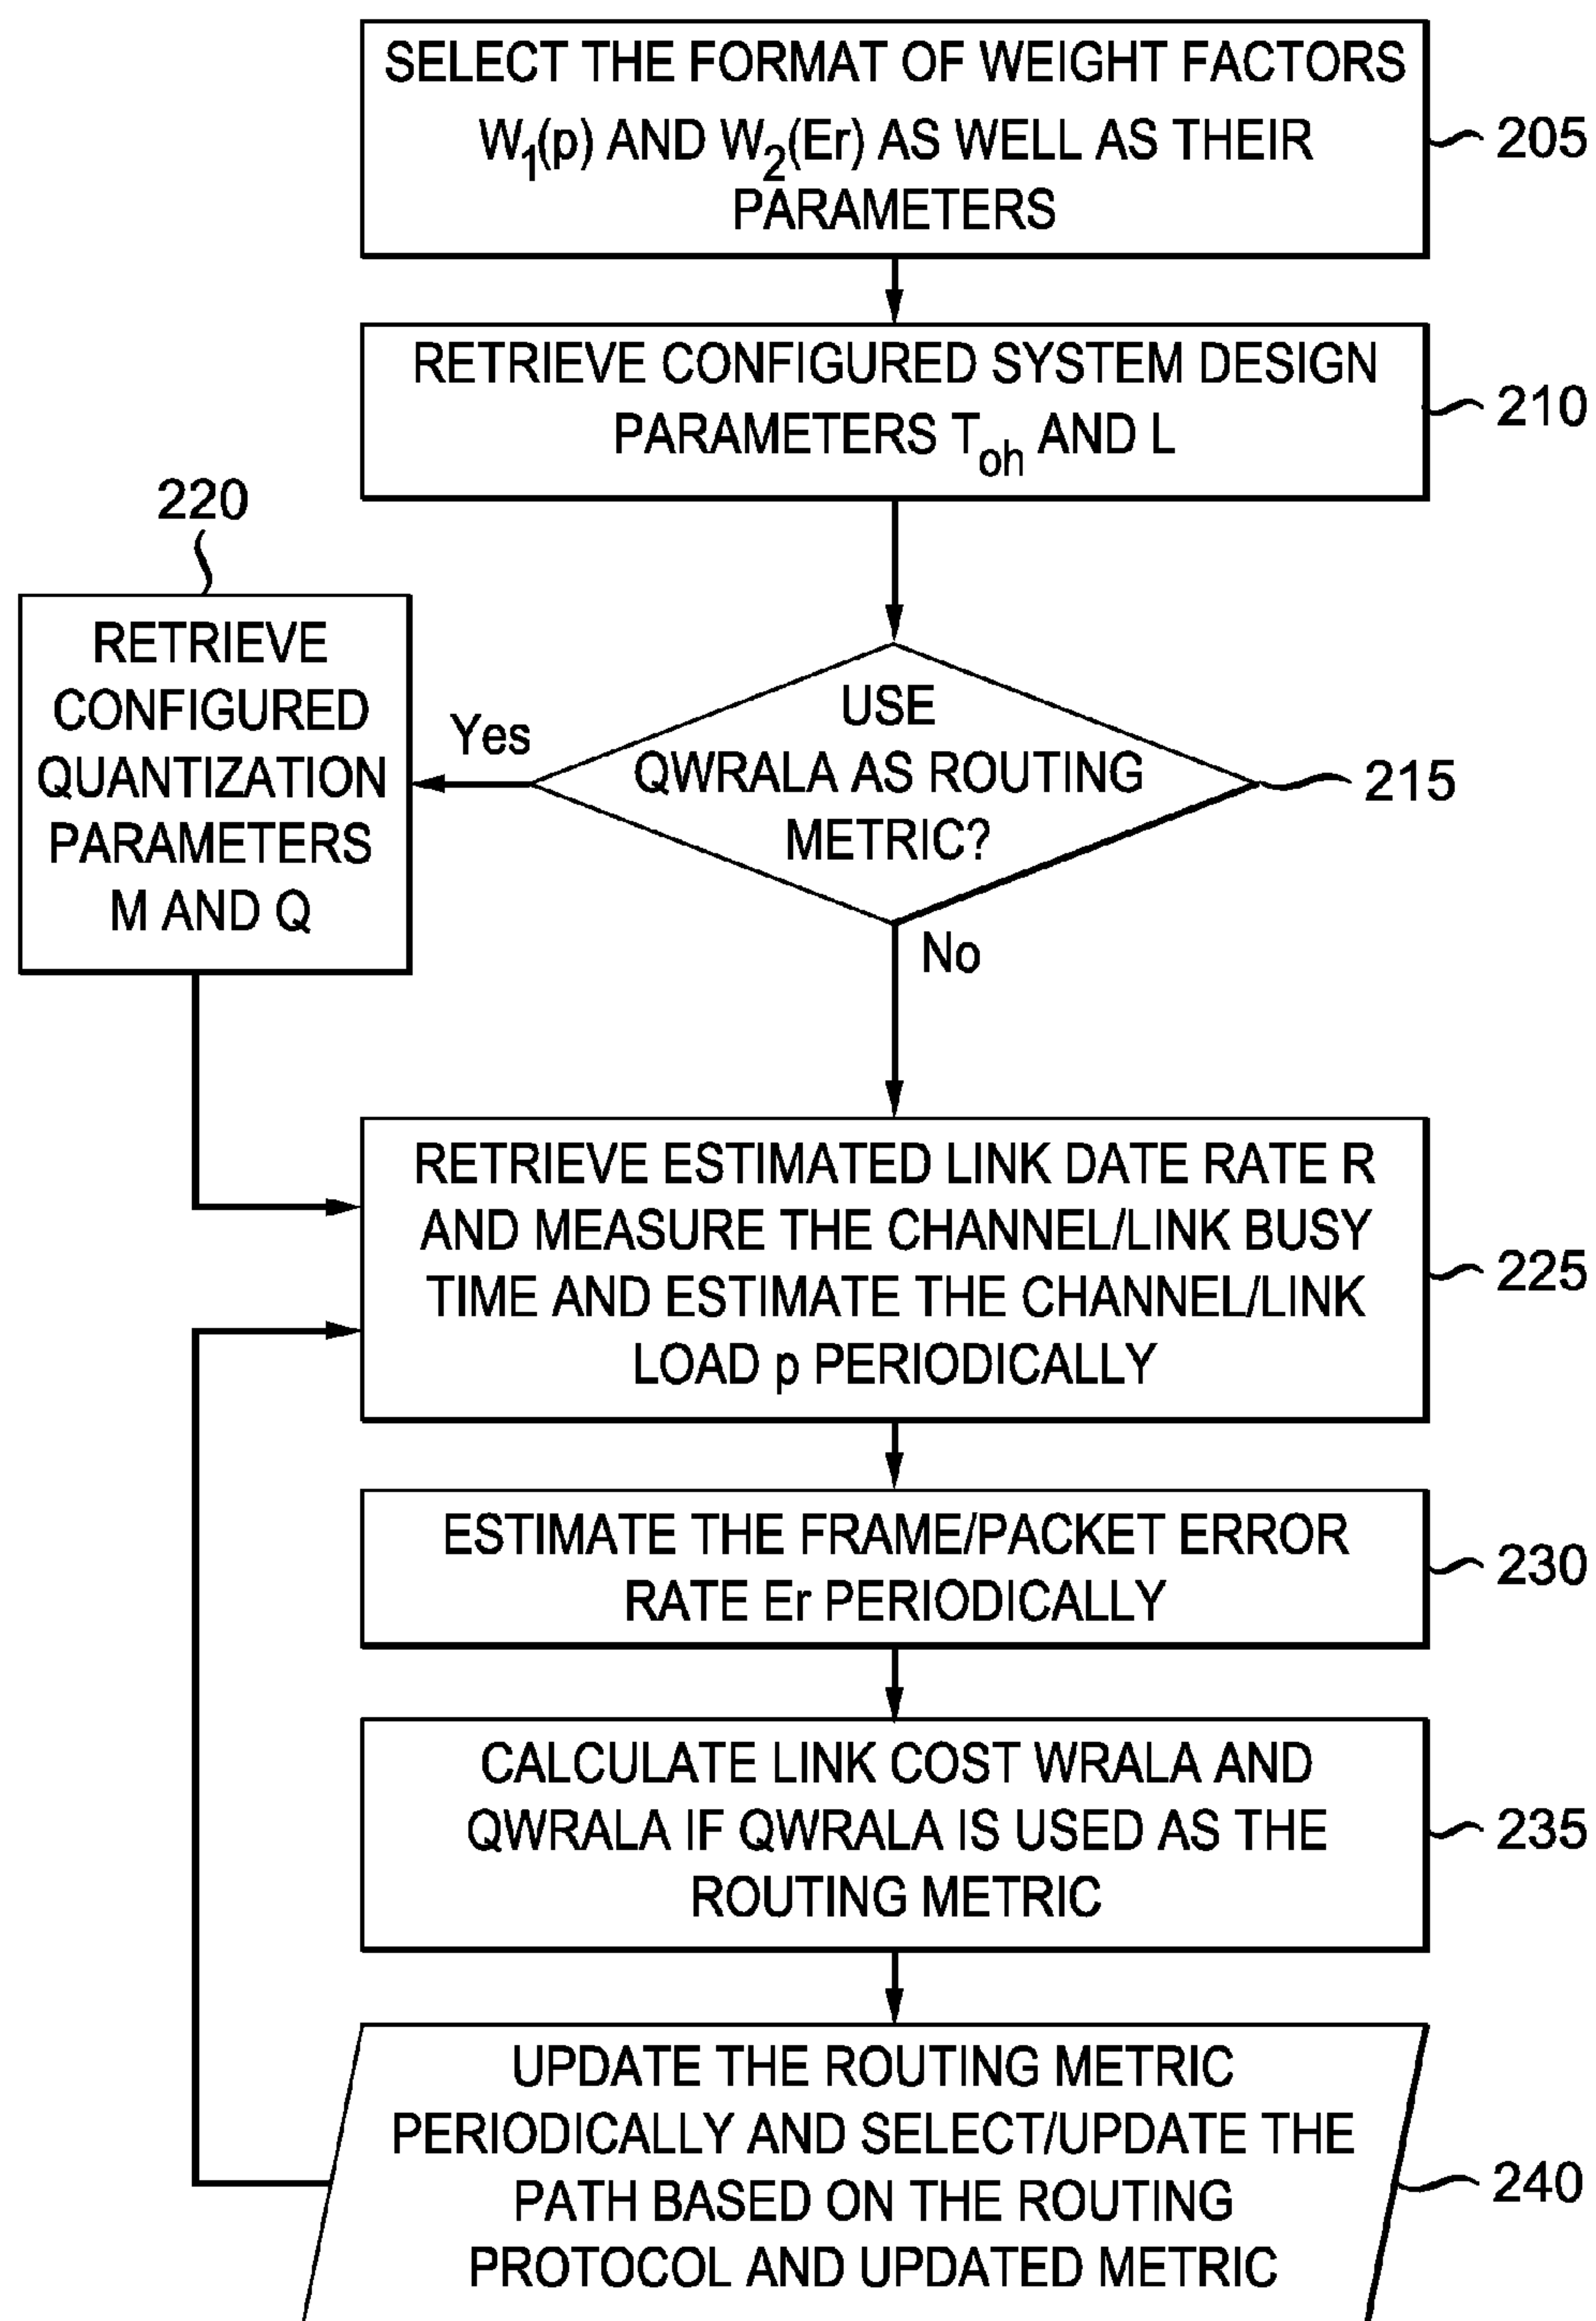 SELECT THE FORMAT OF WEIGHT FACTORS
W1(p) AND W2(Er) AS WELL AS THEIR
PARAMETERS
205
RETRIEVE CONFIGURED SYSTEM DESIGN
PARAMETERS Toh AND L
210
220
RETRIEVE
CONFIGURED
QUANTIZATION
PARAMETERS
M AND Q
Yes
USE
QWRALA AS ROUTING
METRIC?
215
No
RETRIEVE ESTIMATED LINK DATE RATE R
AND MEASURE THE CHANNEL/LINK BUSY
TIME AND ESTIMATE THE CHANNEL/LINK
LOAD p PERIODICALLY
225
ESTIMATE THE FRAME/PACKET ERROR
RATE Er PERIODICALLY
230
CALCULATE LINK COST WRALA AND
QWRALA IF QWRALA IS USED AS THE
ROUTING METRIC
235
UPDATE THE ROUTING METRIC
PERIODICALLY AND SELECT/UPDATE THE
PATH BASED ON THE ROUTING
PROTOCOL AND UPDATED METRIC
240